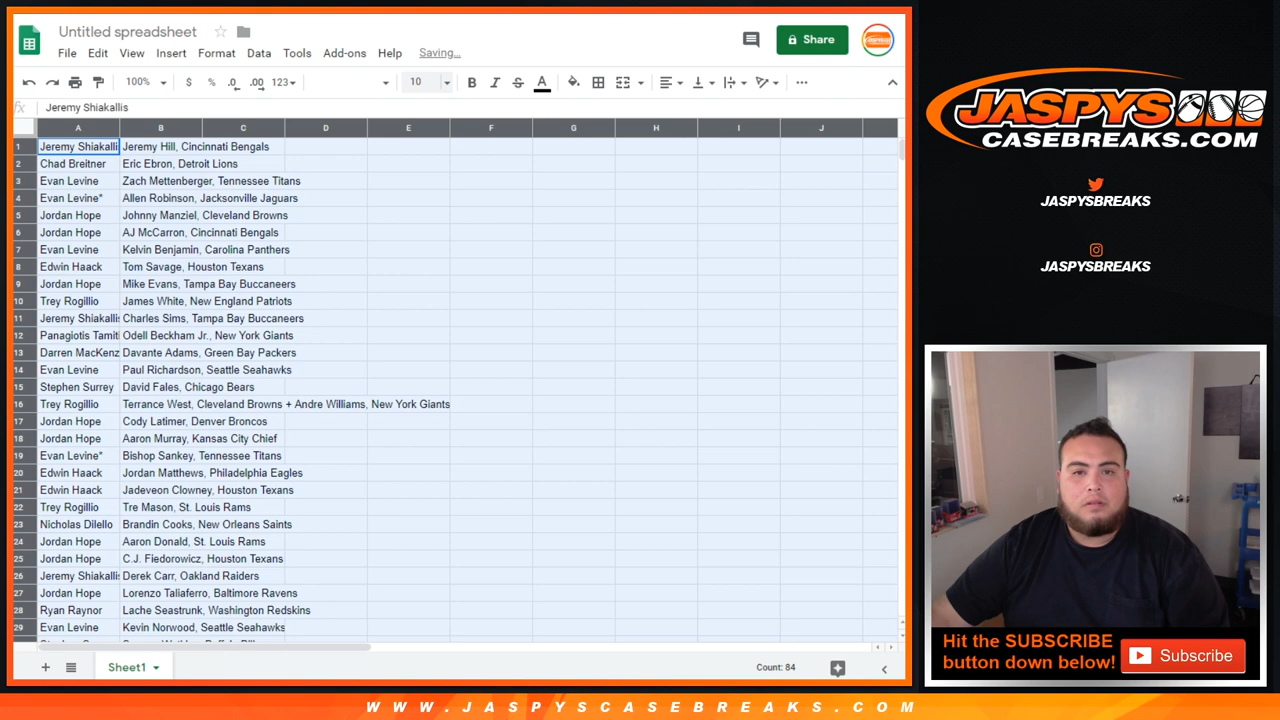 Untitled spreadsheet
File Edit View Insert Format Data Tools Add-ons Help Saving...
Share
100% $ % .0 .00 123 10 B I S A
fx Jeremy Shiakallis
A B C D E F G H I J
1 Jeremy Shiakalli Jeremy Hill, Cincinnati Bengals
2 Chad Breitner Eric Ebron, Detroit Lions
3 Evan Levine Zach Mettenberger, Tennessee Titans
4 Evan Levine* Allen Robinson, Jacksonville Jaguars
5 Jordan Hope Johnny Manziel, Cleveland Browns
6 Jordan Hope AJ McCarron, Cincinnati Bengals
7 Evan Levine Kelvin Benjamin, Carolina Panthers
8 Edwin Haack Tom Savage, Houston Texans
9 Jordan Hope Mike Evans, Tampa Bay Buccaneers
10 Trey Rogillio James White, New England Patriots
11 Jeremy Shiakallis Charles Sims, Tampa Bay Buccaneers
12 Panagiotis Tamiti Odell Beckham Jr., New York Giants
13 Darren MacKenz Davante Adams, Green Bay Packers
14 Evan Levine Paul Richardson, Seattle Seahawks
15 Stephen Surrey David Fales, Chicago Bears
16 Trey Rogillio Terrance West, Cleveland Browns + Andre Williams, New York Giants
17 Jordan Hope Cody Latimer, Denver Broncos
18 Jordan Hope Aaron Murray, Kansas City Chief
19 Evan Levine* Bishop Sankey, Tennessee Titans
20 Edwin Haack Jordan Matthews, Philadelphia Eagles
21 Edwin Haack Jadeveon Clowney, Houston Texans
22 Trey Rogillio Tre Mason, St. Louis Rams
23 Nicholas Dilello Brandin Cooks, New Orleans Saints
24 Jordan Hope Aaron Donald, St. Louis Rams
25 Jordan Hope C.J. Fiedorowicz, Houston Texans
26 Jeremy Shiakallis Derek Carr, Oakland Raiders
27 Jordan Hope Lorenzo Taliaferro, Baltimore Ravens
28 Ryan Raynor Lache Seastrunk, Washington Redskins
29 Evan Levine Kevin Norwood, Seattle Seahawks
Sheet1
Count: 84
JASPYS
CASEBREAKS.COM
JASPYSBREAKS
JASPYSBREAKS
Hit the SUBSCRIBE
button down below!
Subscribe
WWW.JASPYSCASEBREAKS.COM